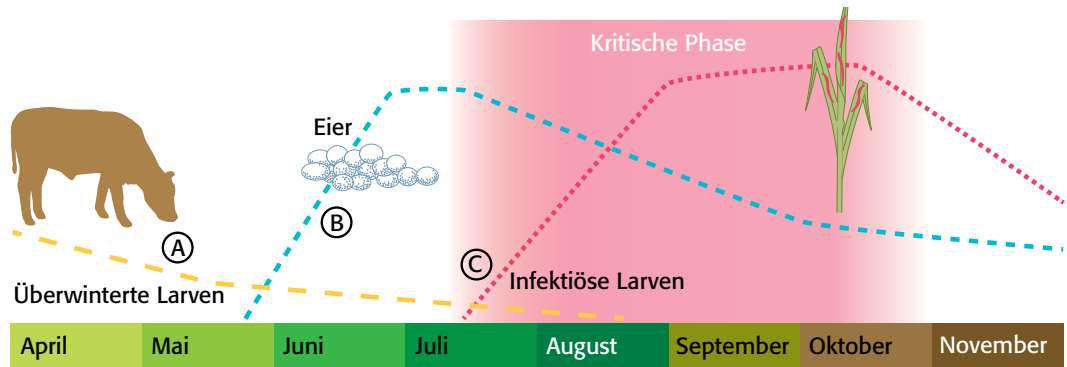 Kritische Phase
Eier
B
A
C
Infektiöse Larven
Überwinterte Larven
April Mai Juni Juli August September Oktober November